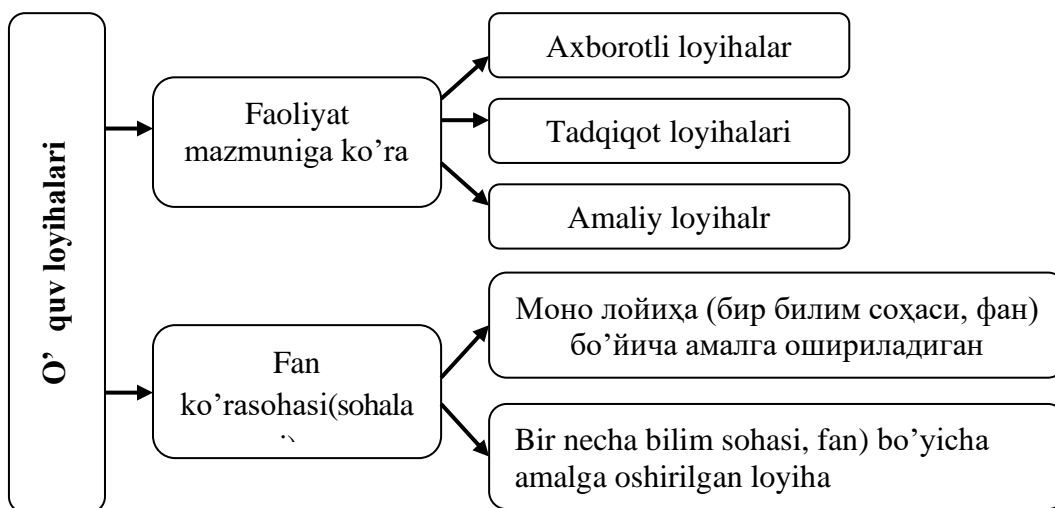 O’ quv loyihalari
Faoliyat
mazmuniga ko’ra
Axborotli loyihalar
Tadqiqot loyihalari
Amaliy loyihalr
Fan
ko’rasohasi(sohala
Моно лойиҳа (бир билим соҳаси, фан)
бо’йича амалга ошириладиган
Bir necha bilim sohasi, fan) bo’yicha
amalga oshirilgan loyiha